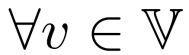 ∀v ∈ 𝕍